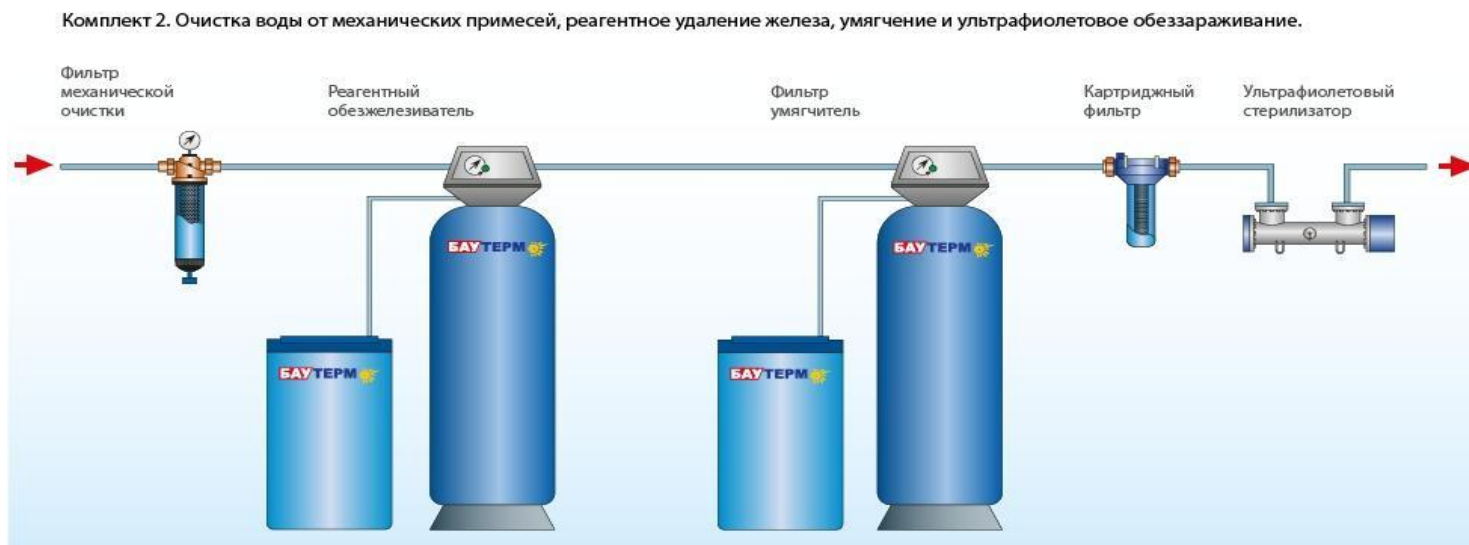 Комплект 2. Очистка воды от механических примесей, реагентное удаление железа, умягчение и ультрафиолетовое обеззараживание.
Фильтр
механической
очистки
Реагентный
обезжелезиватель
Фильтр
умягчитель
Картриджный
фильтр
Ультрафиолетовый
стерилизатор
БАУТЕРМ
БАУТЕРМ
БАУТЕРМ
БАУТЕРМ